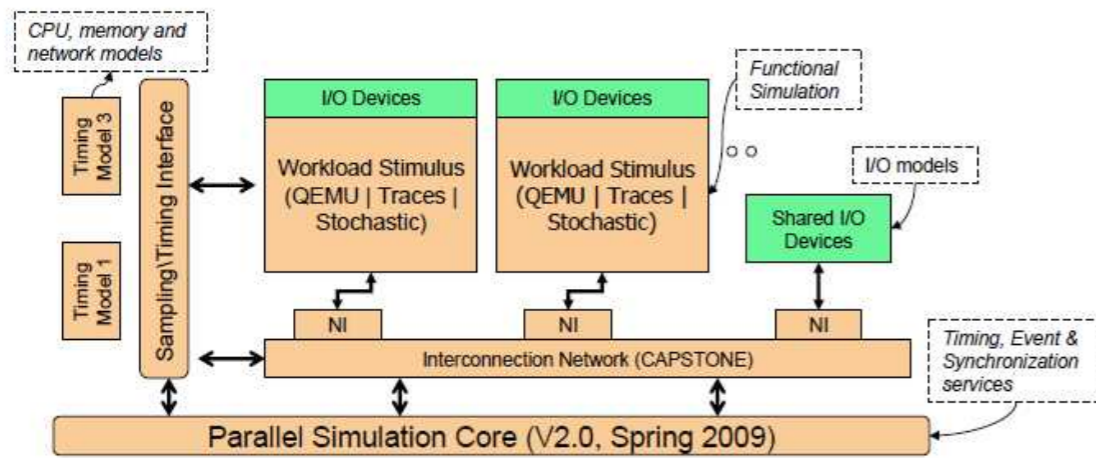 CPU, memory and
network models
Timing
Model 3
Timing
Model 1
Sampling\Timing Interface
I/O Devices
Workload Stimulus
(QEMU | Traces |
Stochastic)
I/O Devices
Workload Stimulus
(QEMU | Traces |
Stochastic)
Functional
Simulation
I/O models
Shared I/O
Devices
NI
NI
NI
Interconnection Network (CAPSTONE)
Timing, Event &
Synchronization
services
Parallel Simulation Core (V2.0, Spring 2009)